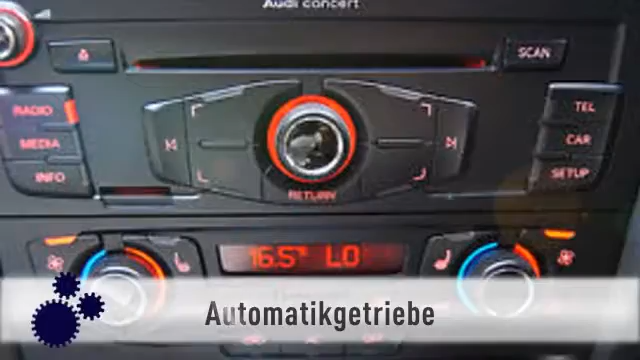 Audi concert
SCAN
RADIO
MEDIA
INFO
TEL
CAR
SETUP
RETURN
16.5° LO
Automatikgetriebe